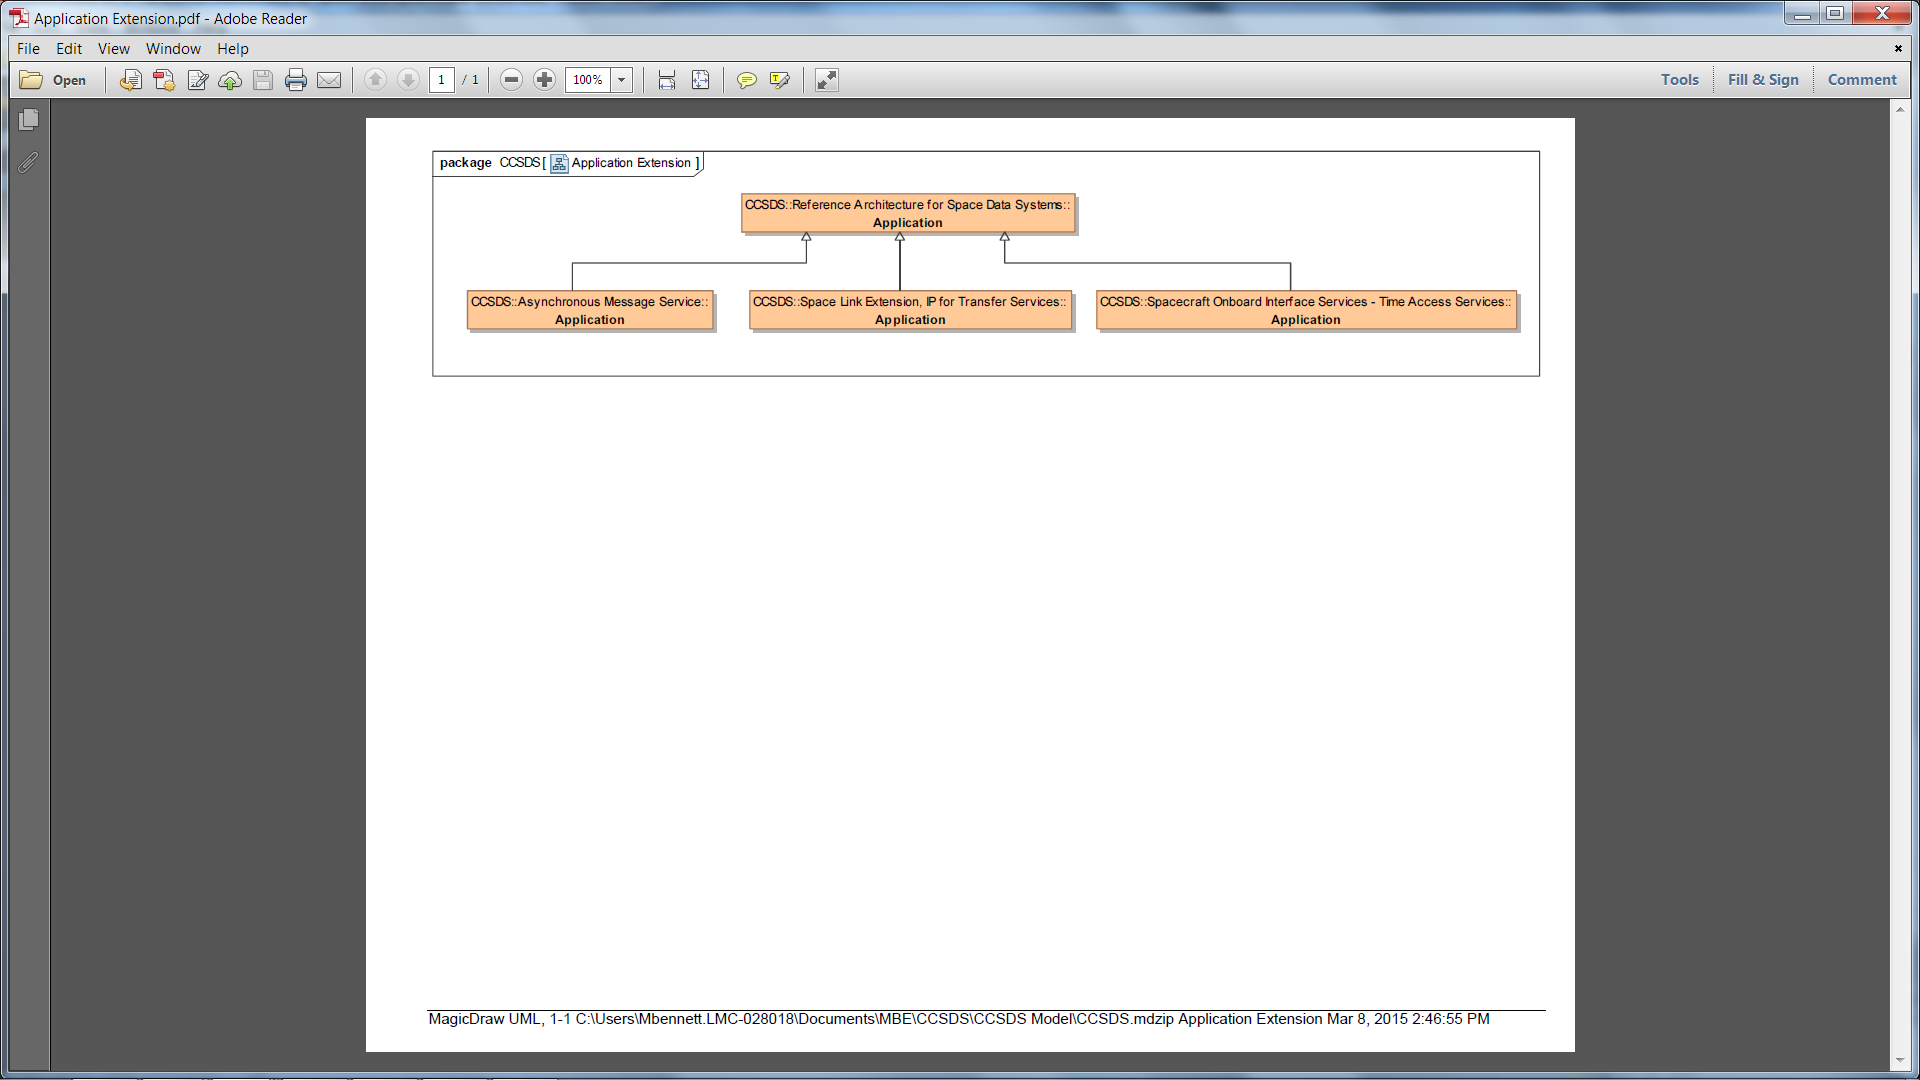 Application Extension.pdf - Adobe Reader
File Edit View Window Help
Open 1 / 1 100% Tools Fill & Sign Comment
package CCSDS [ Application Extension ]
CCSDS::Reference Architecture for Space Data Systems::
Application
CCSDS::Asynchronous Message Service::
Application
CCSDS::Space Link Extension, IP for Transfer Services::
Application
CCSDS::Spacecraft Onboard Interface Services - Time Access Services::
Application
MagicDraw UML, 1-1 C:\Users\Mbennett.LMC-028018\Documents\MBE\CCSDS\CCSDS Model\CCSDS.mdzip Application Extension Mar 8, 2015 2:46:55 PM